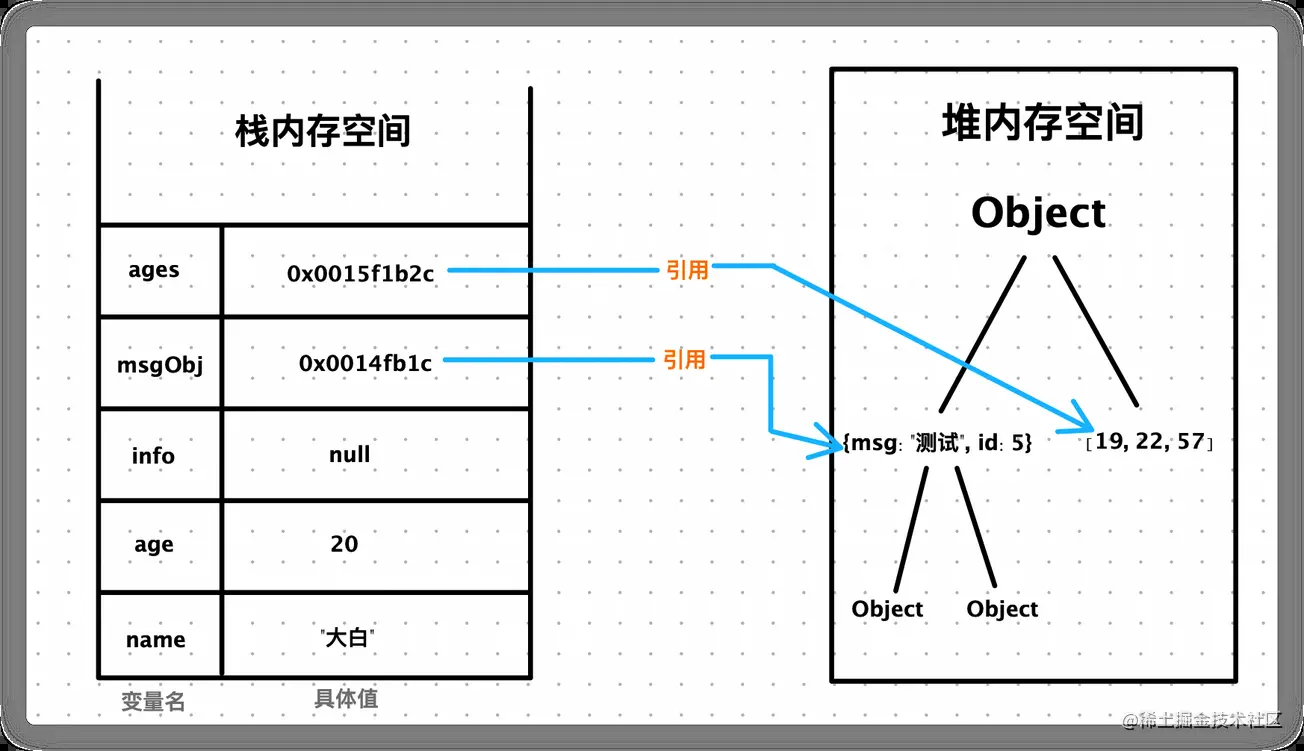 栈内存空间
ages 0x0015f1b2c
msgObj 0x0014fb1c
info null
age 20
name "大白"
变量名 具体值
引用
引用
堆内存空间
Object
{msg: "测试", id: 5} [19, 22, 57]
Object Object
@稀土掘金技术社区